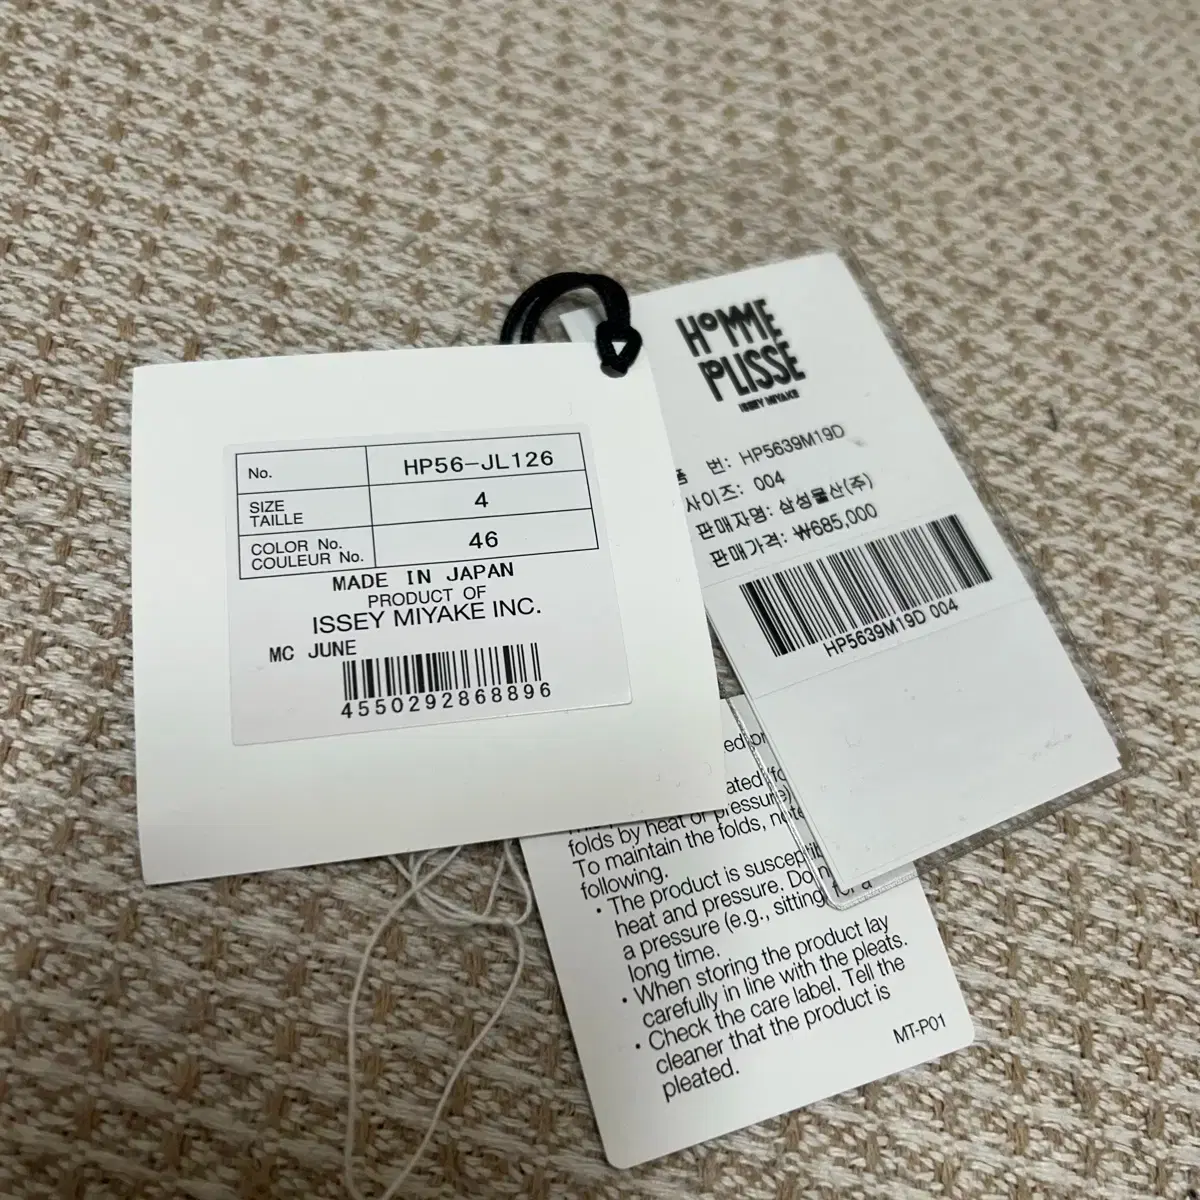 No. HP56-JL126
SIZE
TAILLE 4
COLOR No.
COULEUR No. 46
MADE IN JAPAN
PRODUCT OF
ISSEY MIYAKE INC.
MC JUNE
4550292868896
HOMME
PLISSÉ
ISSEY MIYAKE
번: HP5639M19D
사이즈: 004
판매자명: 삼성물산(주)
판매가격: ₩685,000
HP5639M19D 004
folds by heat or pressure)
To maintain the folds,
following.
• The product is
heat and pressure. Do
a pressure (e.g., sitting) for a
long time.
• When storing the product lay
carefully in line with the pleats.
• Check the care label. Tell the
cleaner that the product is
pleated.
MT-P01